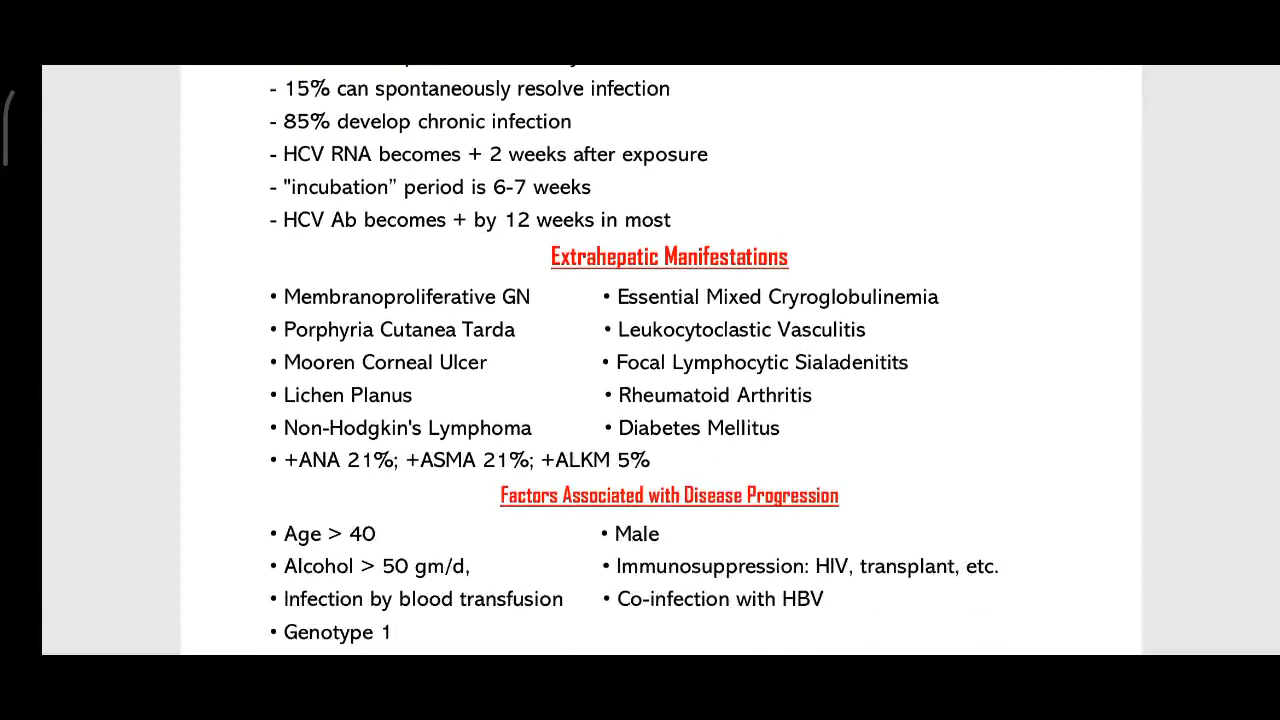 - 15% can spontaneously resolve infection
- 85% develop chronic infection
- HCV RNA becomes + 2 weeks after exposure
- "incubation” period is 6-7 weeks
- HCV Ab becomes + by 12 weeks in most
Extrahepatic Manifestations
• Membranoproliferative GN • Essential Mixed Cryroglobulinemia
• Porphyria Cutanea Tarda • Leukocytoclastic Vasculitis
• Mooren Corneal Ulcer • Focal Lymphocytic Sialadenitits
• Lichen Planus • Rheumatoid Arthritis
• Non-Hodgkin's Lymphoma • Diabetes Mellitus
• +ANA 21%; +ASMA 21%; +ALKM 5%
Factors Associated with Disease Progression
• Age > 40 • Male
• Alcohol > 50 gm/d, • Immunosuppression: HIV, transplant, etc.
• Infection by blood transfusion • Co-infection with HBV
• Genotype 1